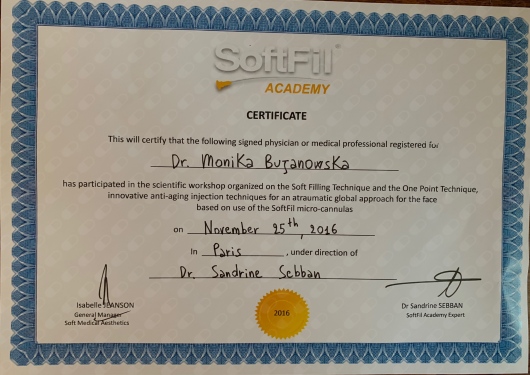 SoftFil
ACADEMY
CERTIFICATE
This will certify that the following signed physician or medical professional registered for
Dr. Monika Bujanowska
has participated in the scientific workshop organized on the Soft Filling Technique and the One Point Technique,
innovative anti-aging injection techniques for an atraumatic global approach for the face
based on use of the SoftFil micro-cannulas
on November 25th, 2016
In Paris, under direction of
Dr. Sandrine Sebban
Isabelle JEANSON
General Manager
Soft Medical Aesthetics
2016
Dr Sandrine SEBBAN
SoftFil Academy Expert